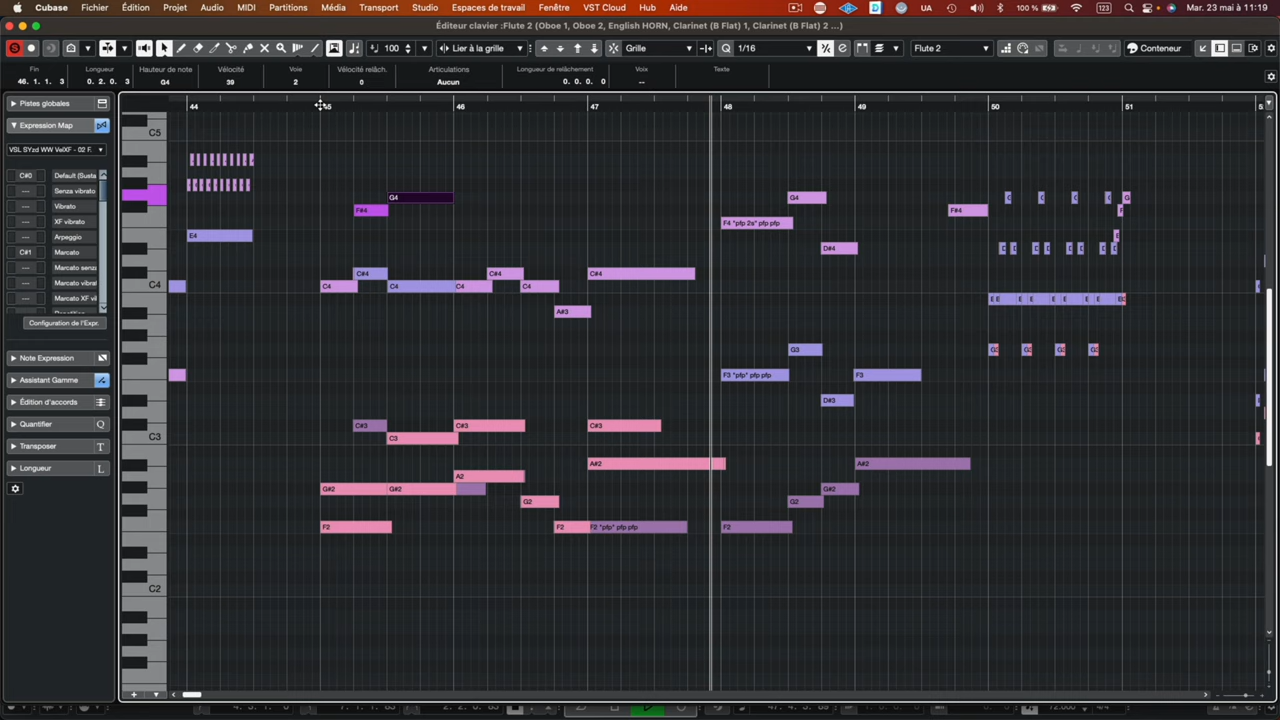 Cubase Fichier Édition Projet Audio MIDI Partitions Média Transport Studio Espaces de travail Fenêtre VST Cloud Hub Aide UA 100 % 123 Mar. 23 mai à 11:19
Éditeur clavier :Flute 2 (Oboe 1, Oboe 2, English HORN, Clarinet (B Flat) 1, Clarinet (B Flat) 2 ...)
S 100 Lier à la grille Grille Q 1/16 Flute 2 Conteneur
Fin Longueur Hauteur de note Vélocité Voie Vélocité relâch. Articulations Longueur de relâchement Voix Texte
46. 1. 1. 3 0. 2. 0. 3 G4 39 2 0 Aucun 0. 0. 0. 0 --
Pistes globales
44 45 46 47 48 49 50 51
Expression Map
C5
VSL SYzd WW VelXF - 02 F.
C#0 Default (Susta
--- Senza vibrato
--- Vibrato
--- XF vibrato
--- Arpeggio
C#1 Marcato
--- Marcato senz
--- Marcato vibrat
--- Marcato XF vi
Configuration de l'Expr.
G4 G4
F#4 F#4
F4 "pfp 2s" pfp pfp
E4
D#4
C#4 C#4 C#4
C4 C4 C4 C4 C4
A#3
G3
F3 "pfp" pfp pfp F3
D#3
C#3 C#3 C#3
C3 C3
A#2 A#2
A2
G#2 G#2 G#2
G2 G2
F2 F2 F2 "pfp" pfp pfp F2
C2
Note Expression
Assistant Gamme
Édition d'accords
Quantifier Q
Transposer T
Longueur L